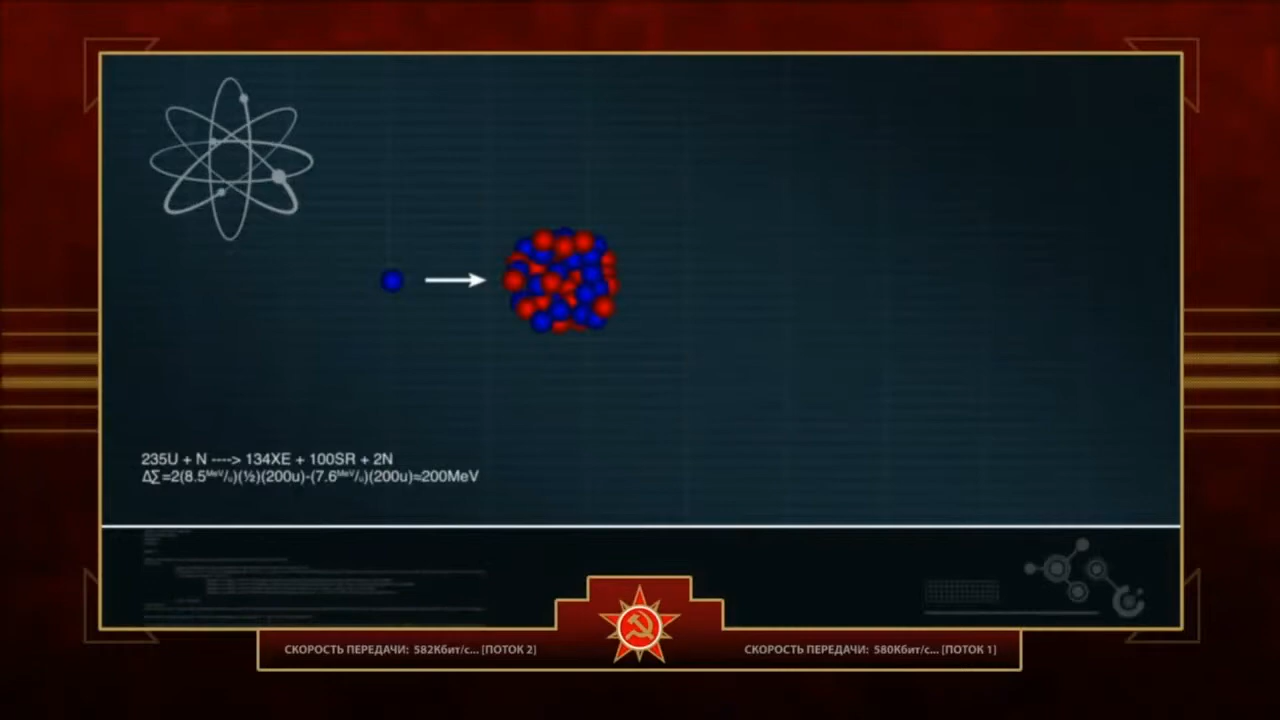 235U + N ----> 134XE + 100SR + 2N
Δ∑=2(8.5ᴹᵉⱽ/ᵤ)(½)(200u)-(7.6ᴹᵉⱽ/ᵤ)(200u)≈200MeV
СКОРОСТЬ ПЕРЕДАЧИ: 582Кбит/с... [ПОТОК 2]
СКОРОСТЬ ПЕРЕДАЧИ: 580Кбит/с... [ПОТОК 1]